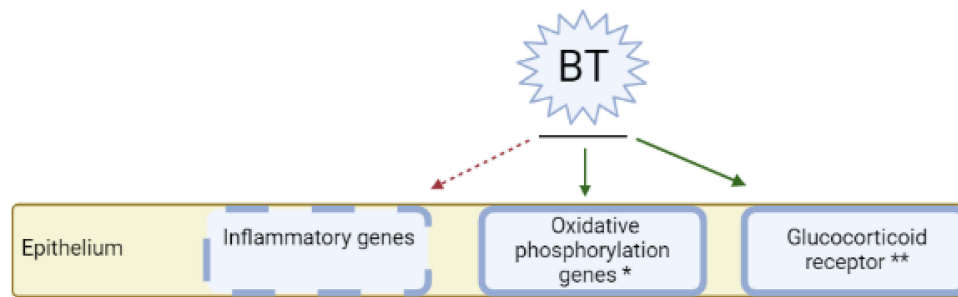 BT
Epithelium
Inflammatory genes
Oxidative
phosphorylation
genes *
Glucocorticoid
receptor **